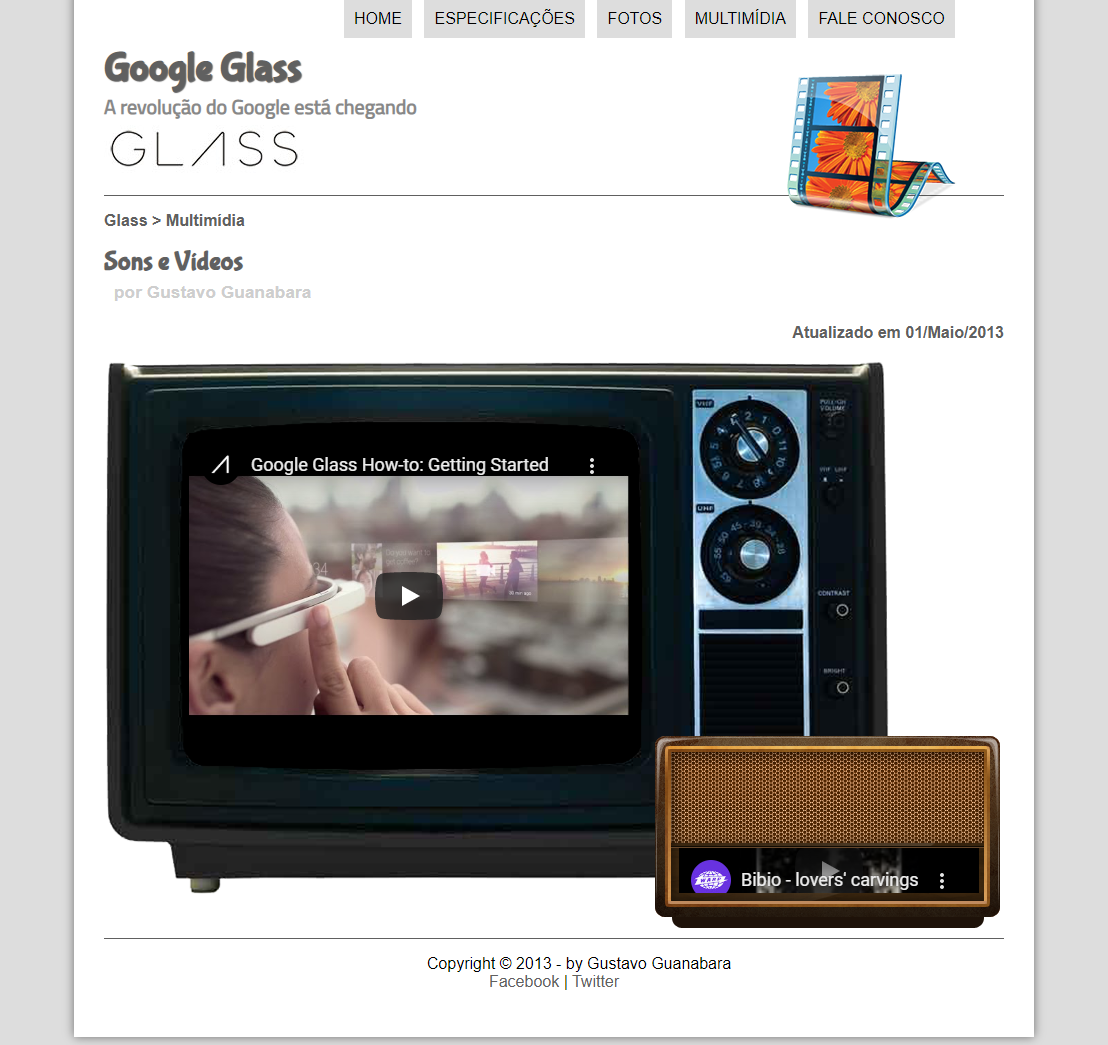 HOME ESPECIFICAÇÕES FOTOS MULTIMÍDIA FALE CONOSCO
Google Glass
A revolução do Google está chegando
GLASS
Glass > Multimídia
Sons e Vídeos
por Gustavo Guanabara
Atualizado em 01/Maio/2013
Google Glass How-to: Getting Started
VHF
PULL-ON
VOLUME
VHF UHF
UHF
CONTRAST
BRIGHT
Bibio - lovers' carvings
Copyright © 2013 - by Gustavo Guanabara
Facebook | Twitter